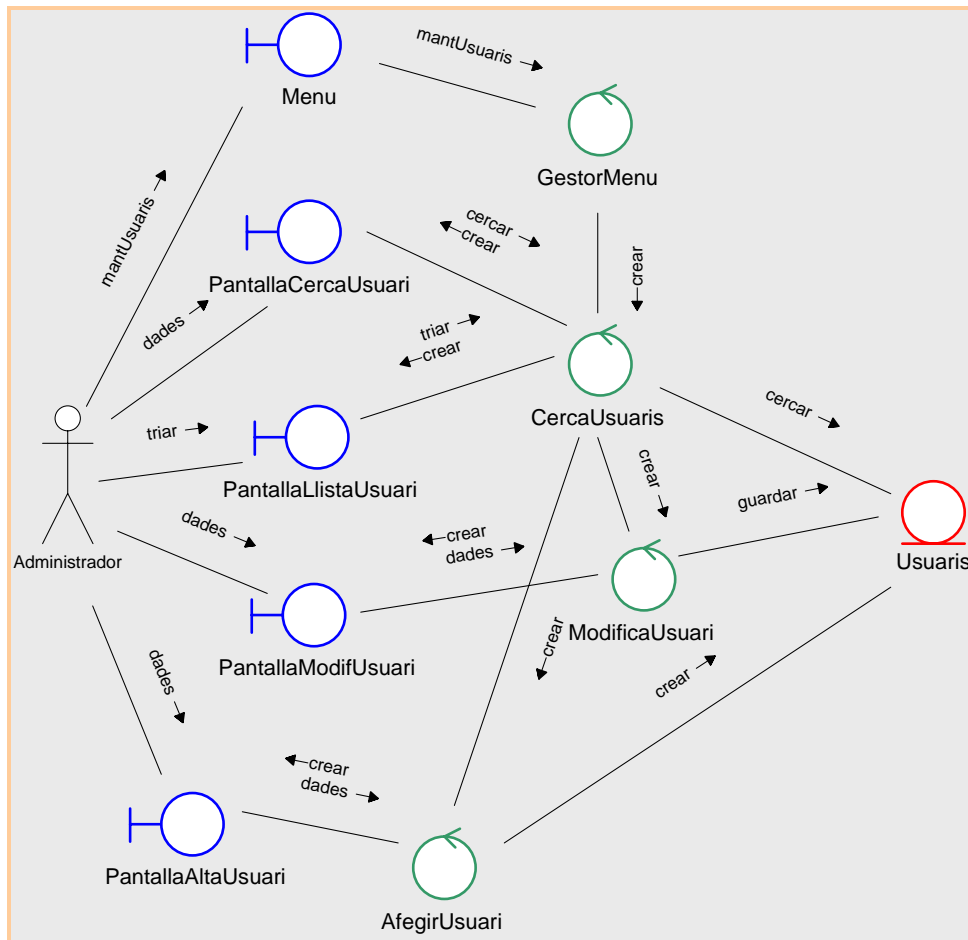 mantUsuaris
Menu
GestorMenu
mantUsuaris
cercar
crear
PantallaCercaUsuari
crear
dades
triar
crear
CercaUsuaris
cercar
triar
PantallaLlistaUsuari
crear
guardar
dades
crear
dades
Administrador
Usuaris
ModificaUsuari
PantallaModifUsuari
crear
crear
dades
crear
dades
PantallaAltaUsuari
AfegirUsuari